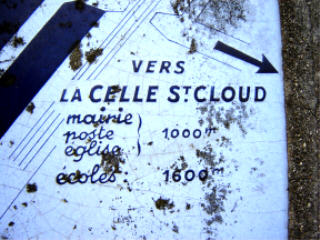 VERS
LA CELLE ST CLOUD
mairie
poste } 1000m
église
écoles : 1600m